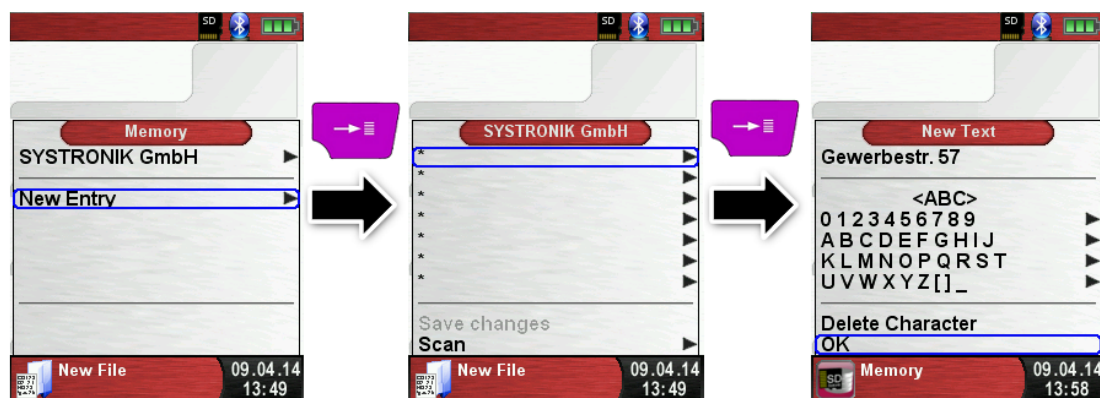 SD
Memory
SYSTRONIK GmbH
New Entry
New File
09.04.14
13:49
SD
SYSTRONIK GmbH
*
*
*
*
*
*
*
Save changes
Scan
New File
09.04.14
13:49
SD
New Text
Gewerbestr. 57
<ABC>
0 1 2 3 4 5 6 7 8 9
A B C D E F G H I J
K L M N O P Q R S T
U V W X Y Z [ ] _
Delete Character
OK
SD
Memory
09.04.14
13:58